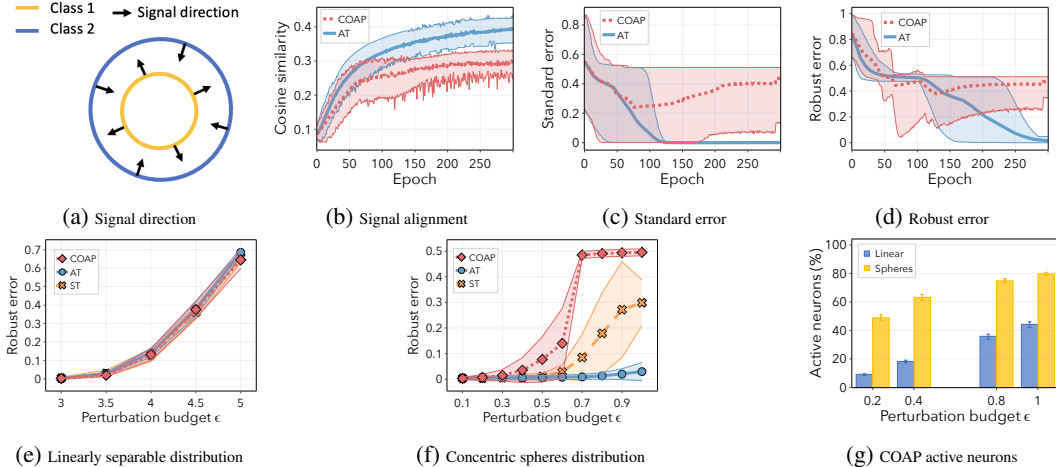 Class 1
Signal direction
Class 2
(a) Signal direction
Cosine similarity
0.4
0.3
0.2
0.1
COAP
AT
0 50 100 150 200 250
Epoch
(b) Signal alignment
Standard error
0.8
0.6
0.4
0.2
0
COAP
AT
0 50 100 150 200 250
Epoch
(c) Standard error
Robust error
1
0.8
0.6
0.4
0.2
0
COAP
AT
0 50 100 150 200 250
Epoch
(d) Robust error
Robust error
0.7
0.6
0.5
0.4
0.3
0.2
0.1
0
COAP
AT
ST
3 3.5 4 4.5 5
Perturbation budget ϵ
(e) Linearly separable distribution
Robust error
0.5
0.4
0.3
0.2
0.1
0
COAP
AT
ST
0.1 0.3 0.5 0.7 0.9
Perturbation budget ϵ
(f) Concentric spheres distribution
Active neurons (%)
100
80
60
40
20
0
Linear
Spheres
0.2 0.4 0.8 1
Perturbation budget ϵ
(g) COAP active neurons